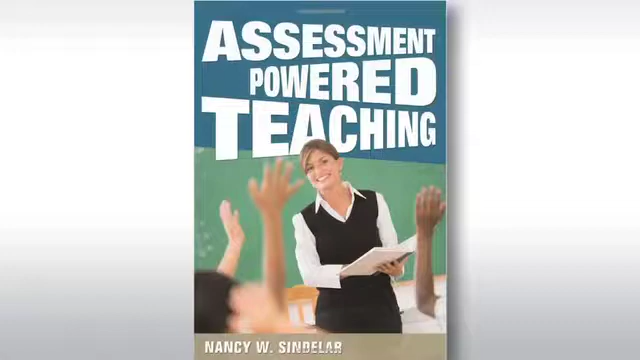 ASSESSMENT
POWERED
TEACHING
NANCY W. SINDELAR